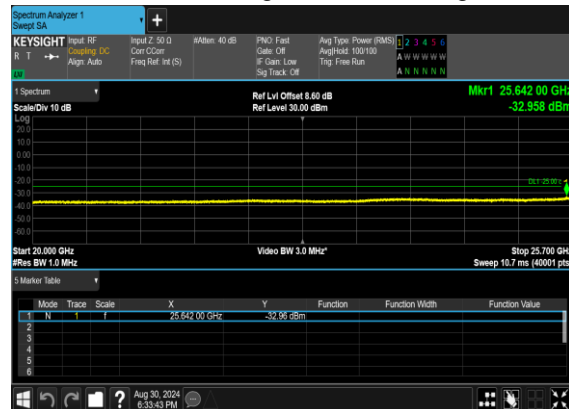 Spectrum Analyzer 1
Swept SA
+
KEYSIGHT Input: RF Input Z: 50 Ω #Atten: 40 dB PNO: Fast Avg Type: Power (RMS) 1 2 3 4 5 6
R T Coupling: DC Corr CCorr Gate: Off Avg|Hold: 100/100 A W W W W W
Align: Auto Freq Ref: Int (S) IF Gain: Low Trig: Free Run
Sig Track: Off A N N N N N
1 Spectrum Ref Lvl Offset 8.60 dB Mkr1 25.642 00 GHz
Scale/Div 10 dB Ref Level 30.00 dBm -32.958 dBm
Log
20.0
10.0
0.00
-10.0
-20.0
DL1 -25.00
-30.0
-40.0
-50.0
-60.0
Start 20.000 GHz Video BW 3.0 MHz* Stop 25.700 GHz
#Res BW 1.0 MHz Sweep 10.7 ms (40001 pts)
5 Marker Table
Mode Trace Scale X Y Function Function Width Function Value
1 N 1 f 25.642 00 GHz -32.96 dBm
2
3
4
5
6
? Aug 30, 2024
6:33:43 PM